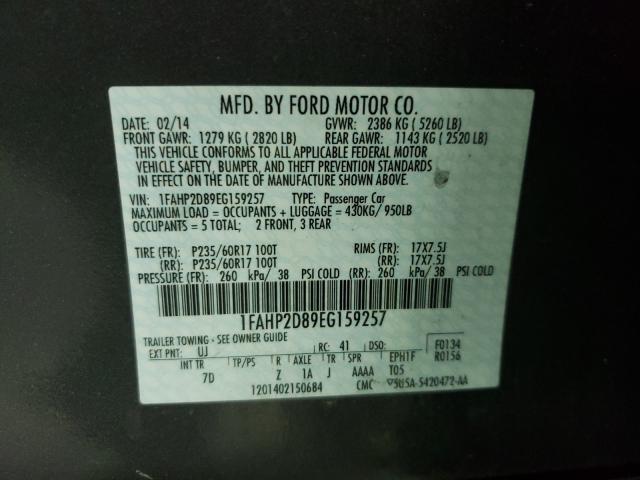 MFD. BY FORD MOTOR CO.
DATE: 02/14 GVWR: 2386 KG ( 5260 LB)
FRONT GAWR: 1279 KG ( 2820 LB) REAR GAWR: 1143 KG ( 2520 LB)
THIS VEHICLE CONFORMS TO ALL APPLICABLE FEDERAL MOTOR
VEHICLE SAFETY, BUMPER, AND THEFT PREVENTION STANDARDS
IN EFFECT ON THE DATE OF MANUFACTURE SHOWN ABOVE.
VIN: 1FAHP2D89EG159257 TYPE: Passenger Car
MAXIMUM LOAD = OCCUPANTS + LUGGAGE = 430KG/ 950LB
OCCUPANTS = 5 TOTAL; 2 FRONT, 3 REAR
TIRE (FR): P235/60R17 100T RIMS (FR): 17X7.5J
(RR): P235/60R17 100T (RR): 17X7.5J
PRESSURE (FR): 260 kPa/ 38 PSI COLD (RR): 260 kPa/ 38 PSI COLD
1FAHP2D89EG159257
TRAILER TOWING - SEE OWNER GUIDE
EXT PNT: UJ RC: 41 DSO: F0134
INT TR TP/PS R AXLE TR SPR EPH1F R0156
7D Z 1A J AAAA T05
1201402150684 CMC ▽5U5A-5420472-AA